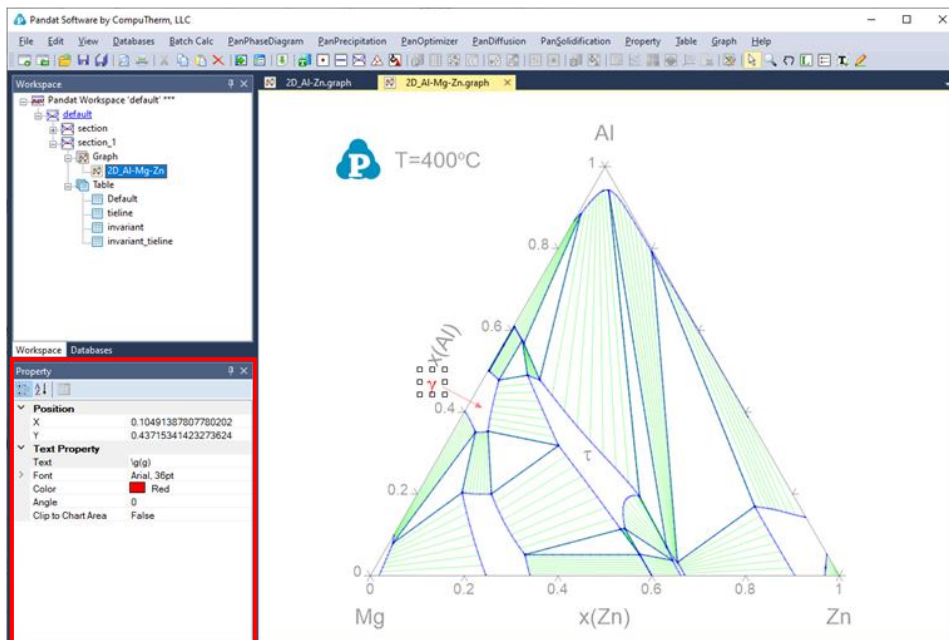 Pandat Software by CompuTherm, LLC
File Edit View Databases Batch Calc PanPhaseDiagram PanPrecipitation PanOptimizer PanDiffusion PanSolidification Property Table Graph Help
Workspace
2D_Al-Zn.graph 2D_Al-Mg-Zn.graph
Pandat Workspace 'default' ***
default
section
section_1
Graph
2D_Al-Mg-Zn
Table
Default
tieline
invariant
invariant_tieline
Workspace Databases
Property
Position
X 0.10491387807780202
Y 0.43715341423273624
Text Property
Text \g(g)
Font Arial, 36pt
Color Red
Angle 0
Clip to Chart Area False
P
T=400°C
Al
1
0.8
0.6
x(Al)
γ
0.4
τ
0.2
0
0 0.2 0.4 0.6 0.8 1
Mg x(Zn) Zn